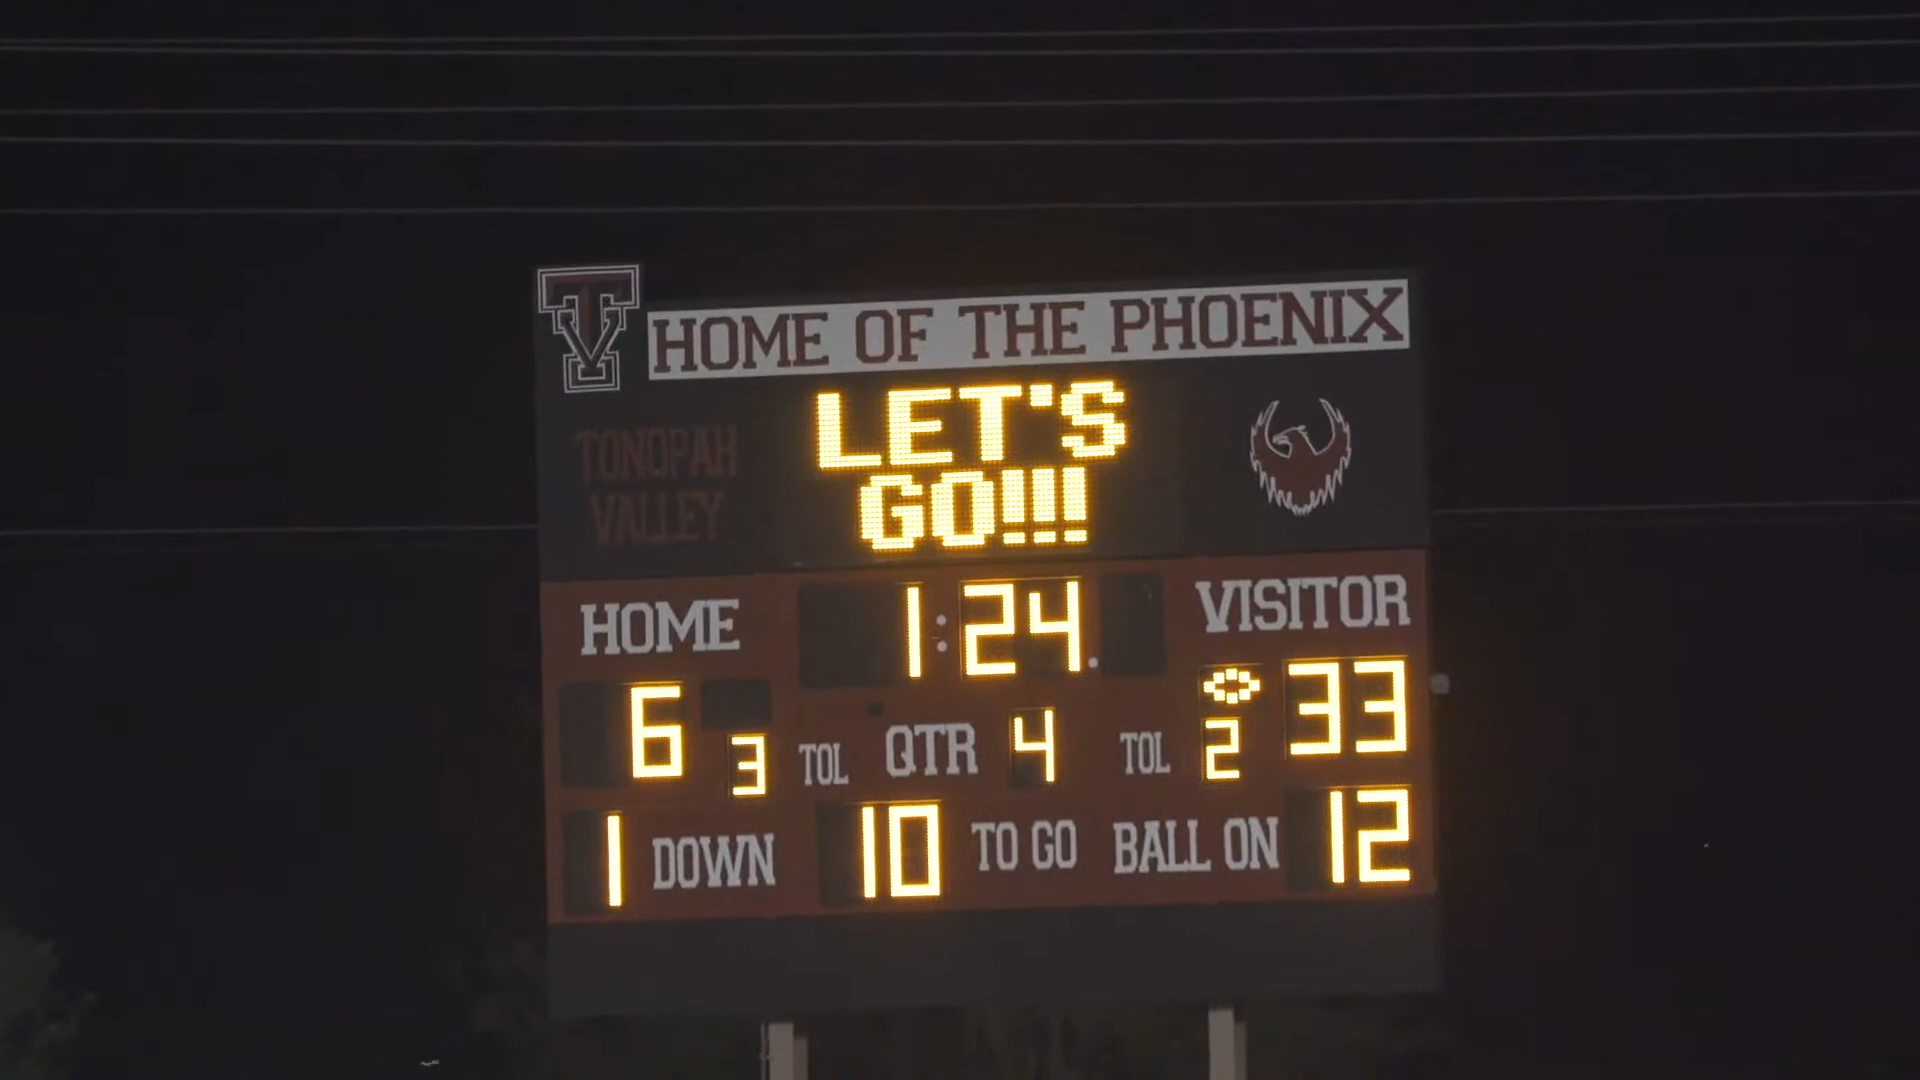 TV
HOME OF THE PHOENIX
TONOPAH
VALLEY
LET'S
GO!!!
HOME 1:24 VISITOR
6 3 TOL QTR 4 TOL 2 33
1 DOWN 10 TO GO BALL ON 12